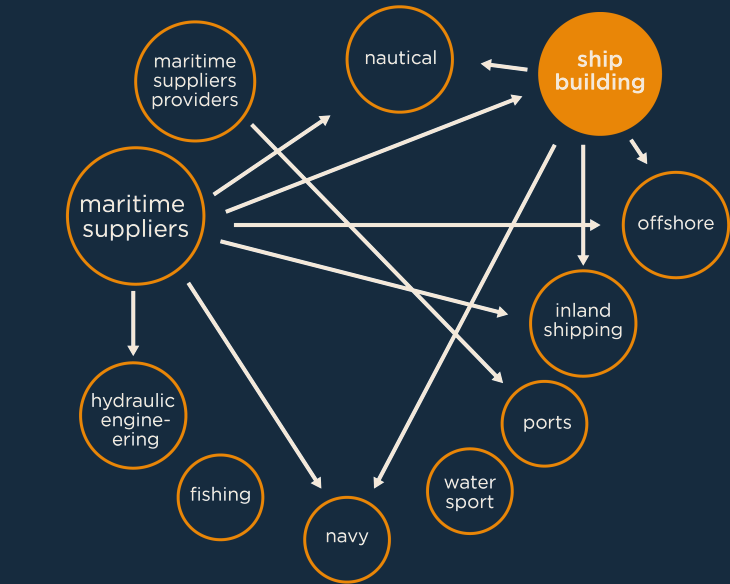 maritime
suppliers
providers
nautical
ship
building
maritime
suppliers
offshore
inland
shipping
hydraulic
engine-
ering
ports
water
sport
fishing
navy